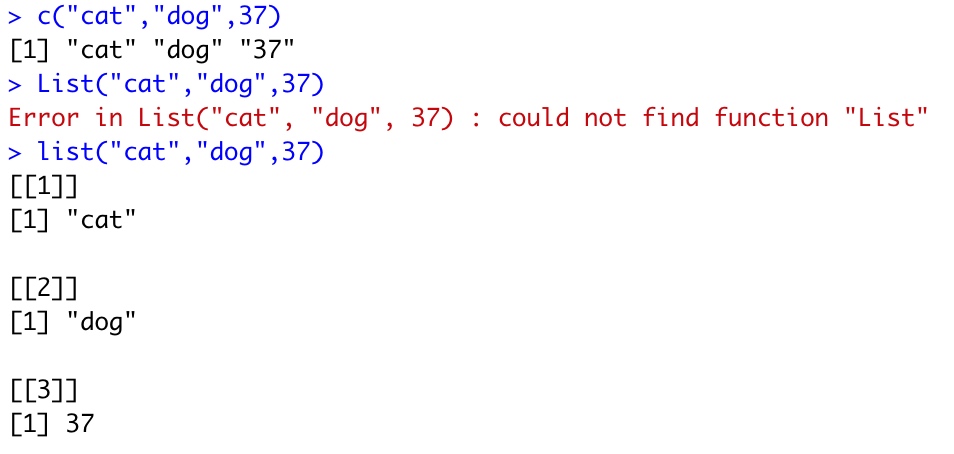 > c("cat","dog",37)
[1] "cat" "dog" "37"
> List("cat","dog",37)
Error in List("cat", "dog", 37) : could not find function "List"
> list("cat","dog",37)
[[1]]
[1] "cat"

[[2]]
[1] "dog"

[[3]]
[1] 37